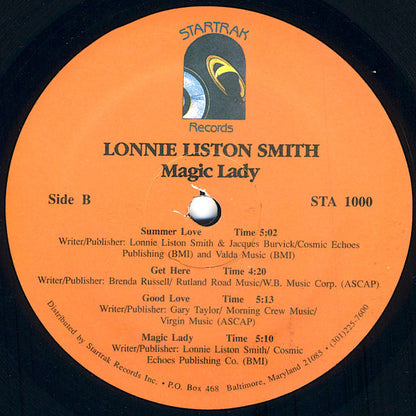 STARTRAK
Records
LONNIE LISTON SMITH
Magic Lady
Side B
STA 1000
Summer Love Time 5:02
Writer/Publisher: Lonnie Liston Smith & Jacques Burvick/Cosmic Echoes
Publishing (BMI) and Valda Music (BMI)
Get Here Time 4:20
Writer/Publisher: Brenda Russell/ Rutland Road Music/W.B. Music Corp. (ASCAP)
Good Love Time 5:13
Writer/Publisher: Gary Taylor/ Morning Crew Music/
Virgin Music (ASCAP)
Magic Lady Time 5:10
Writer/Publisher: Lonnie Liston Smith/ Cosmic
Echoes Publishing Co. (BMI)
Distributed by Startrak Records Inc. • P.O. Box 468 Baltimore, Maryland 21085 • (301)225-7600